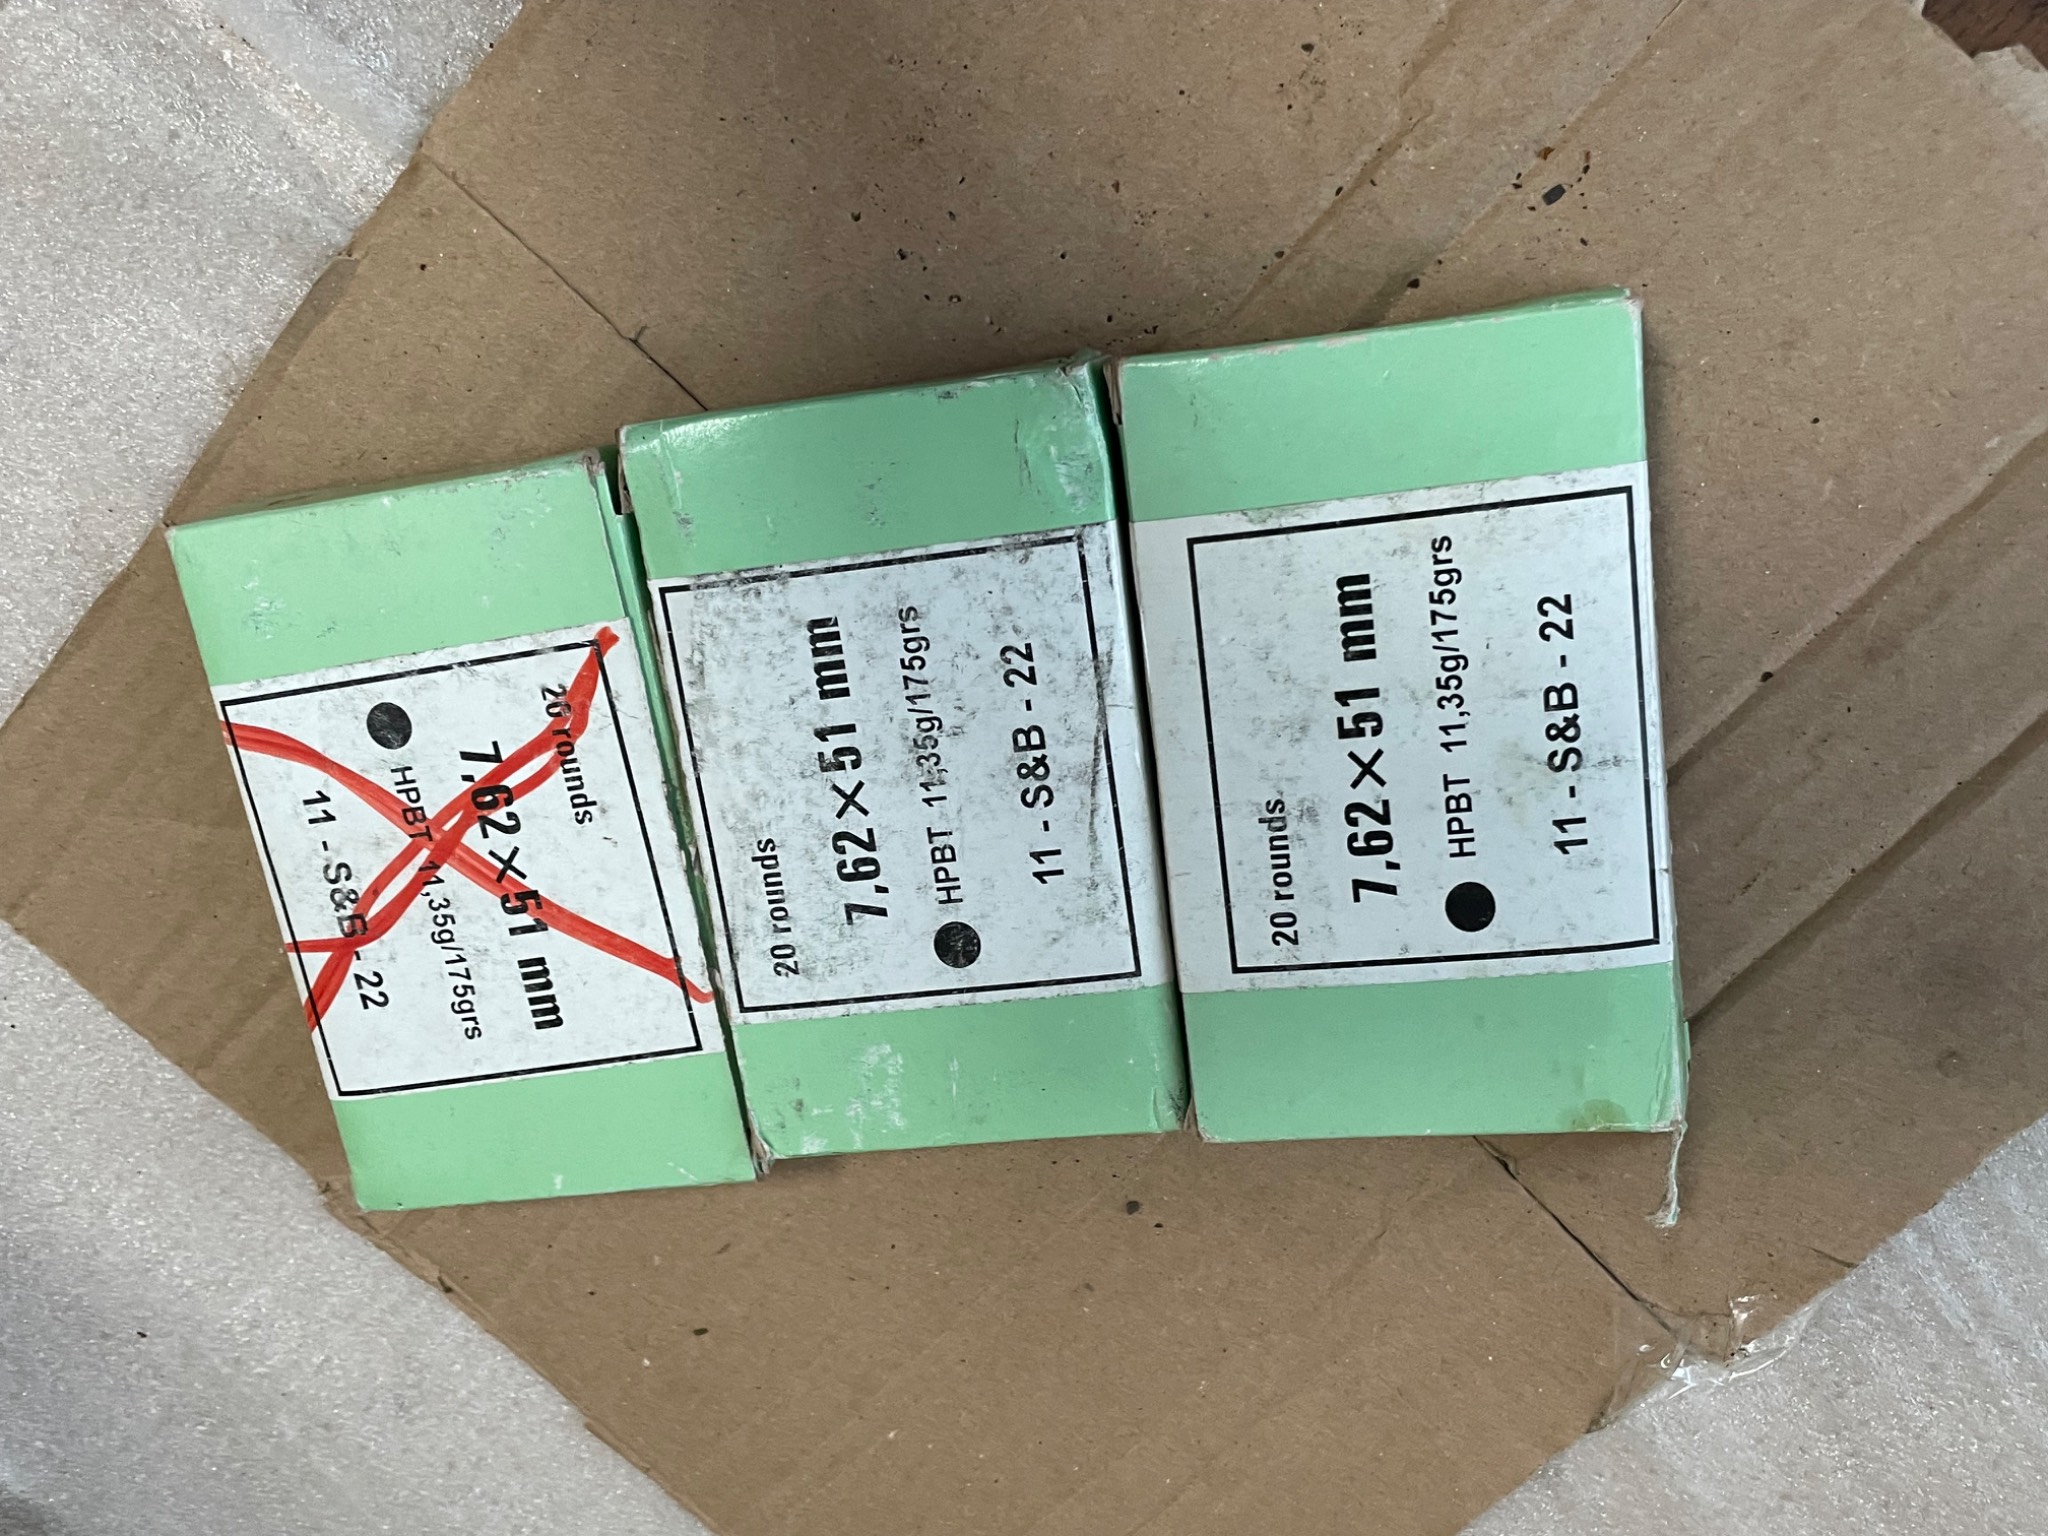 20 rounds
7,62×51 mm
HPBT 11,35g/175grs
11 - S&B - 22
20 rounds
7,62×51 mm
HPBT 11,35g/175grs
11 - S&B - 22
20 rounds
7,62×51 mm
HPBT 11,35g/175grs
11 - S&B - 22